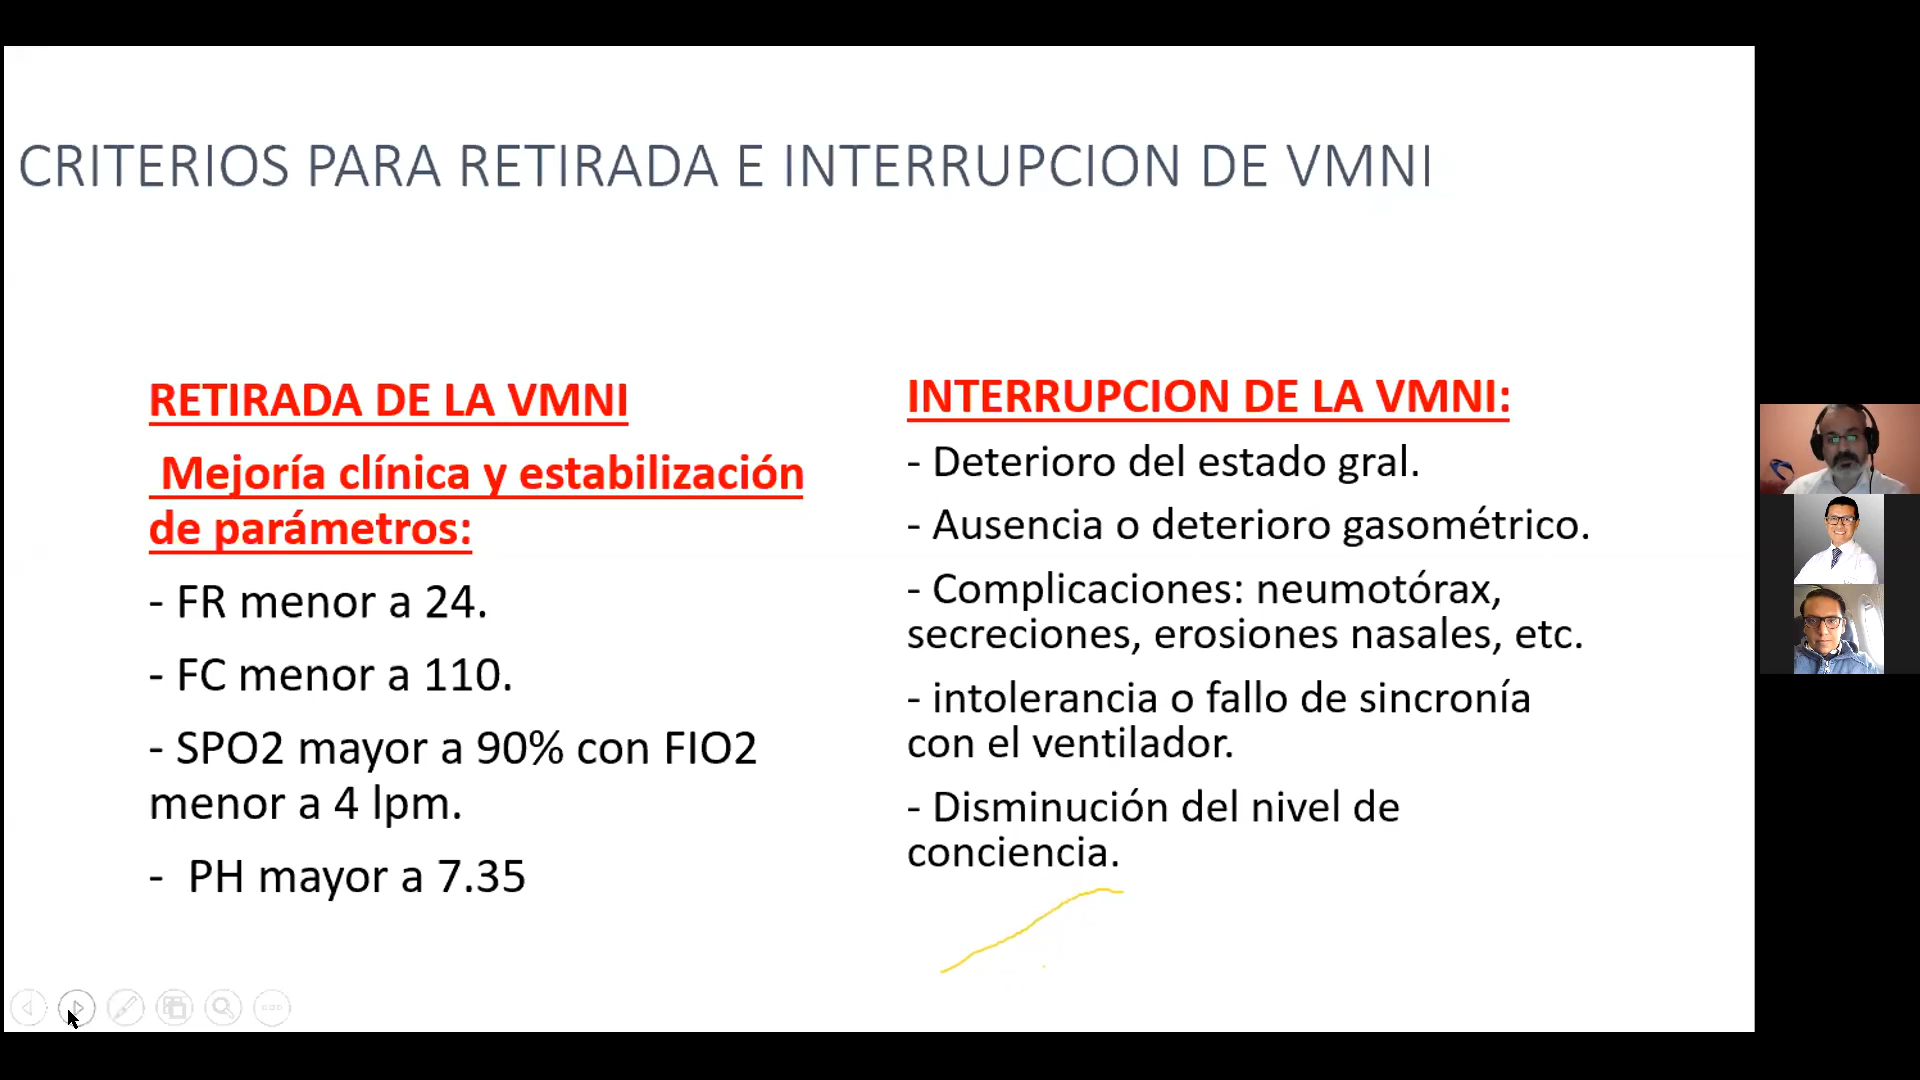 CRITERIOS PARA RETIRADA E INTERRUPCION DE VMNI
RETIRADA DE LA VMNI
Mejoría clínica y estabilización
de parámetros:
- FR menor a 24.
- FC menor a 110.
- SPO2 mayor a 90% con FIO2
menor a 4 lpm.
- PH mayor a 7.35
INTERRUPCION DE LA VMNI:
- Deterioro del estado gral.
- Ausencia o deterioro gasométrico.
- Complicaciones: neumotórax,
secreciones, erosiones nasales, etc.
- intolerancia o fallo de sincronía
con el ventilador.
- Disminución del nivel de
conciencia.